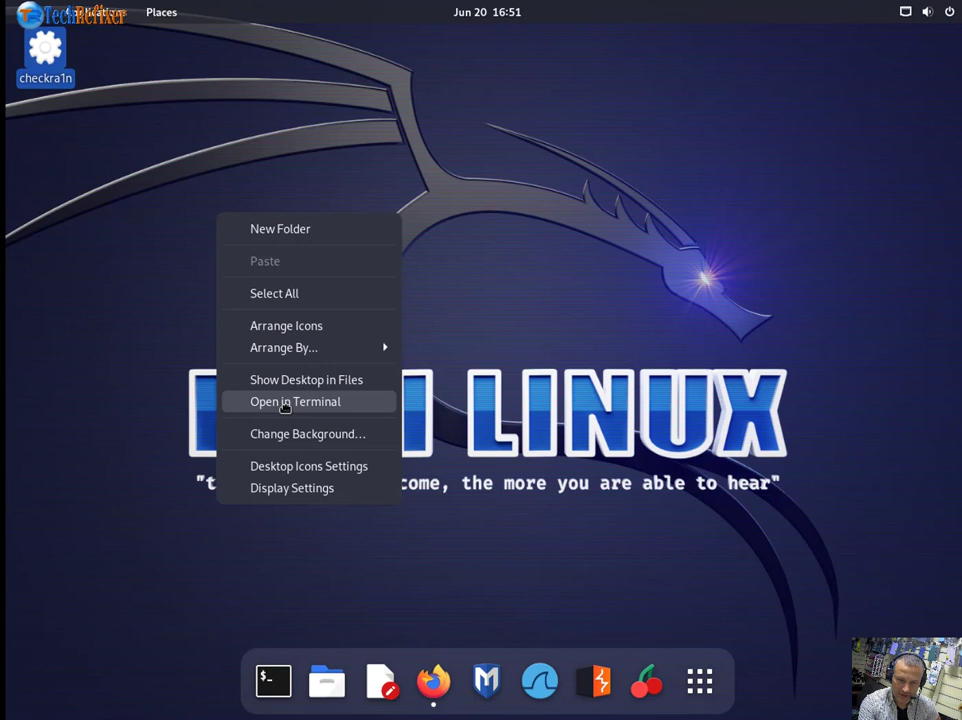 TechRefixer
Places
Jun 20 16:51
checkra1n
New Folder
Paste
Select All
Arrange Icons
Arrange By...
Show Desktop in Files
Open in Terminal
Change Background...
Desktop Icons Settings
Display Settings
LINUX
come, the more you are able to hear"
$-